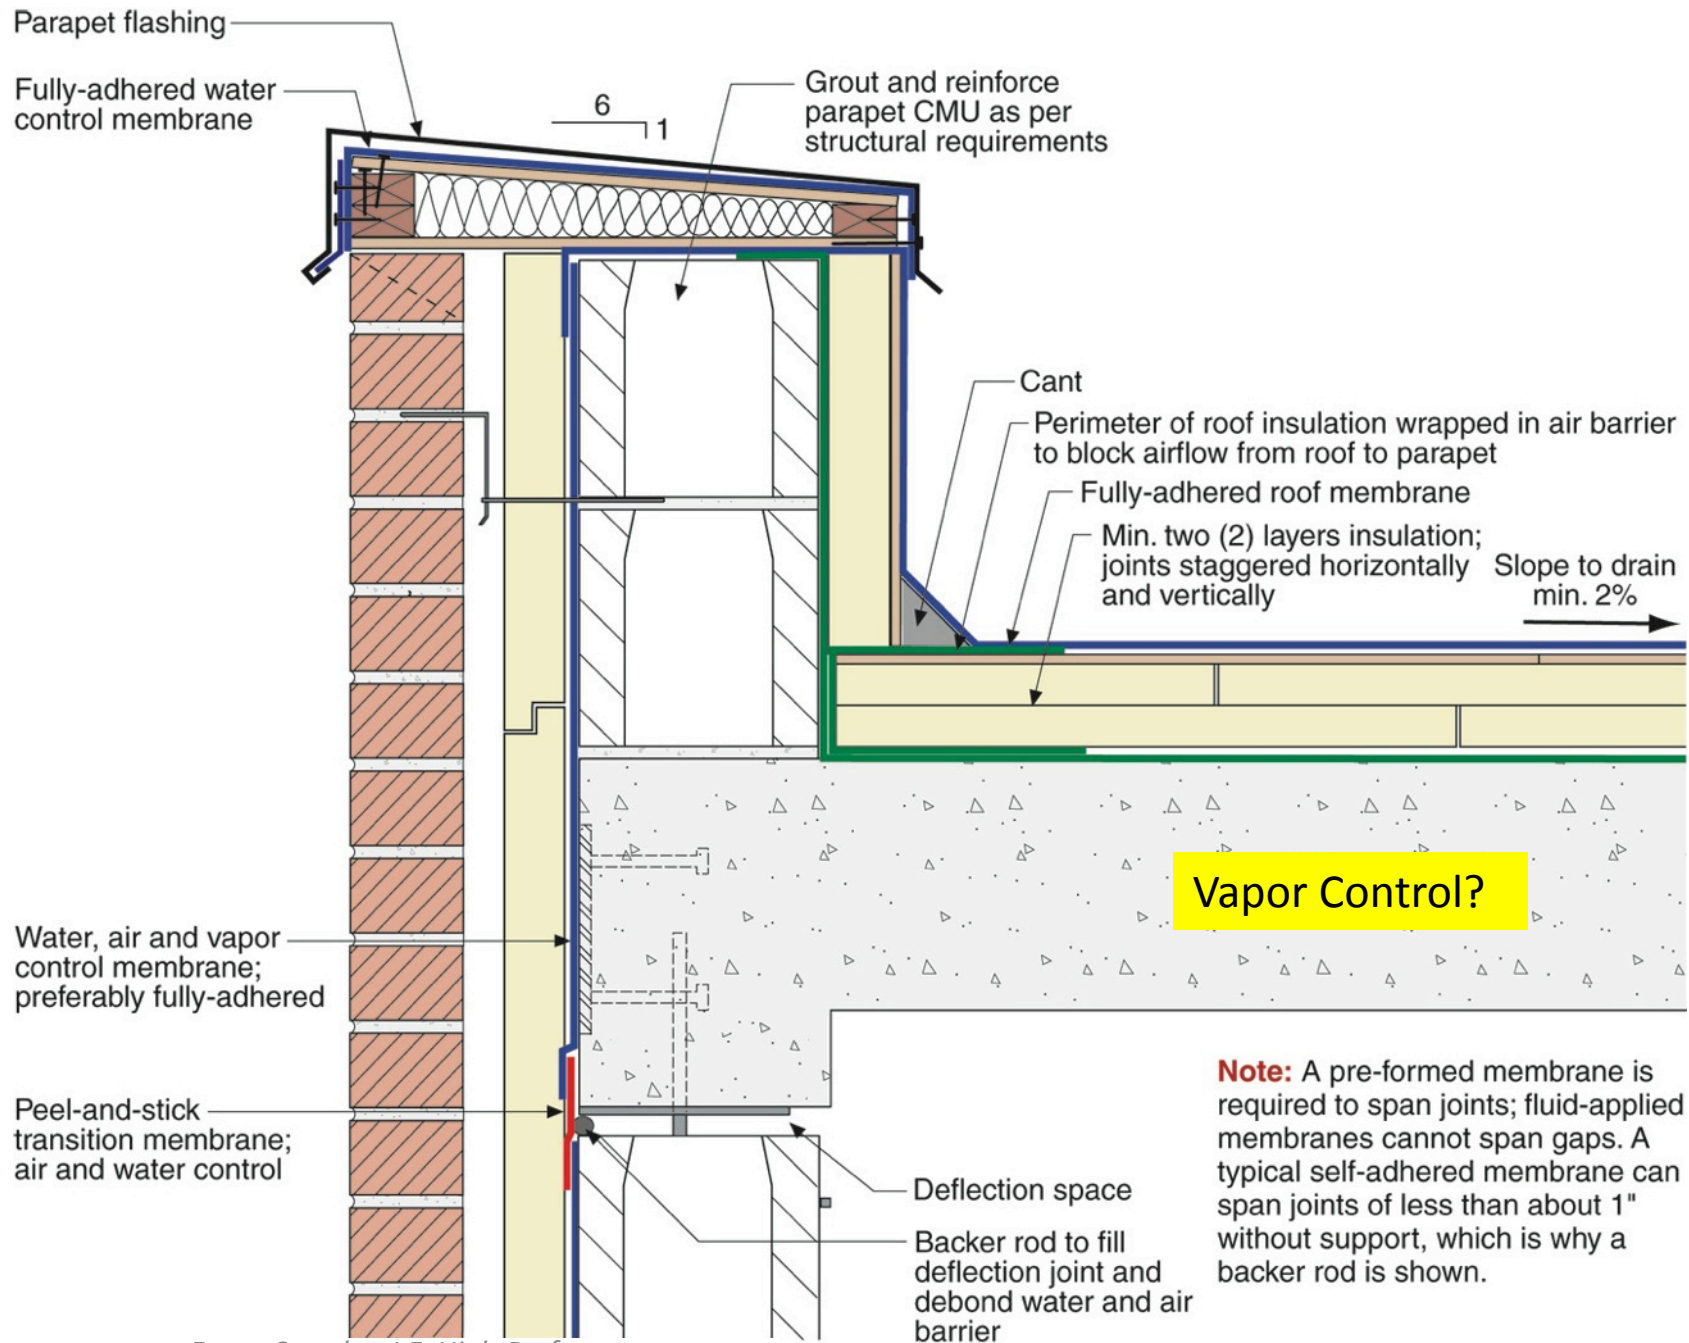 Parapet flashing
Fully-adhered water
control membrane
6
1
Grout and reinforce
parapet CMU as per
structural requirements
Cant
Perimeter of roof insulation wrapped in air barrier
to block airflow from roof to parapet
Fully-adhered roof membrane
Min. two (2) layers insulation;
joints staggered horizontally
and vertically
Slope to drain
min. 2%
Vapor Control?
Water, air and vapor
control membrane;
preferably fully-adhered
Peel-and-stick
transition membrane;
air and water control
Deflection space
Backer rod to fill
deflection joint and
debond water and air
barrier
Note: A pre-formed membrane is
required to span joints; fluid-applied
membranes cannot span gaps. A
typical self-adhered membrane can
span joints of less than about 1"
without support, which is why a
backer rod is shown.